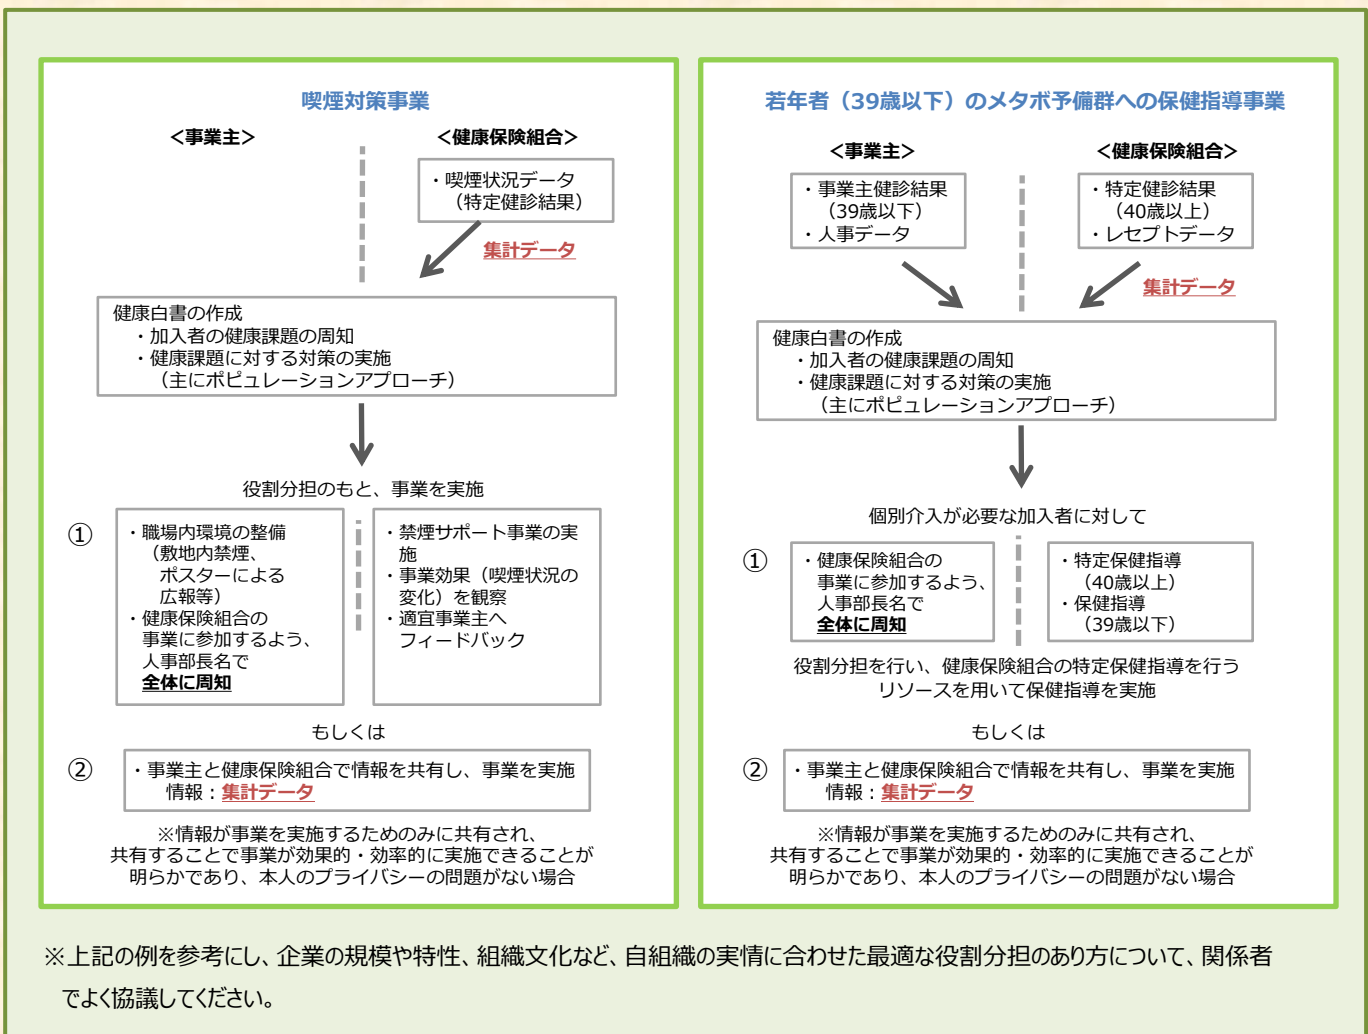 喫煙対策事業
<事業主>
<健康保険組合>
・喫煙状況データ
（特定健診結果）
集計データ
健康白書の作成
・加入者の健康課題の周知
・健康課題に対する対策の実施
（主にポピュレーションアプローチ）
役割分担のもと、事業を実施
①
・職場内環境の整備
（敷地内禁煙、
ポスターによる
広報等）
・健康保険組合の
事業に参加するよう、
人事部長名で
全体に周知
・禁煙サポート事業の実
施
・事業効果（喫煙状況の
変化）を観察
・適宜事業主へ
フィードバック
もしくは
②
・事業主と健康保険組合で情報を共有し、事業を実施
情報：集計データ
※情報が事業を実施するためのみに共有され、
共有することで事業が効果的・効率的に実施できることが
明らかであり、本人のプライバシーの問題がない場合
若年者（39歳以下）のメタボ予備群への保健指導事業
<事業主>
<健康保険組合>
・事業主健診結果
（39歳以下）
・人事データ
・特定健診結果
（40歳以上）
・レセプトデータ
集計データ
健康白書の作成
・加入者の健康課題の周知
・健康課題に対する対策の実施
（主にポピュレーションアプローチ）
個別介入が必要な加入者に対して
①
・健康保険組合の
事業に参加するよう、
人事部長名で
全体に周知
・特定保健指導
（40歳以上）
・保健指導
（39歳以下）
役割分担を行い、健康保険組合の特定保健指導を行う
リソースを用いて保健指導を実施
もしくは
②
・事業主と健康保険組合で情報を共有し、事業を実施
情報：集計データ
※情報が事業を実施するためのみに共有され、
共有することで事業が効果的・効率的に実施できることが
明らかであり、本人のプライバシーの問題がない場合
※上記の例を参考にし、企業の規模や特性、組織文化など、自組織の実情に合わせた最適な役割分担のあり方について、関係者
でよく協議してください。